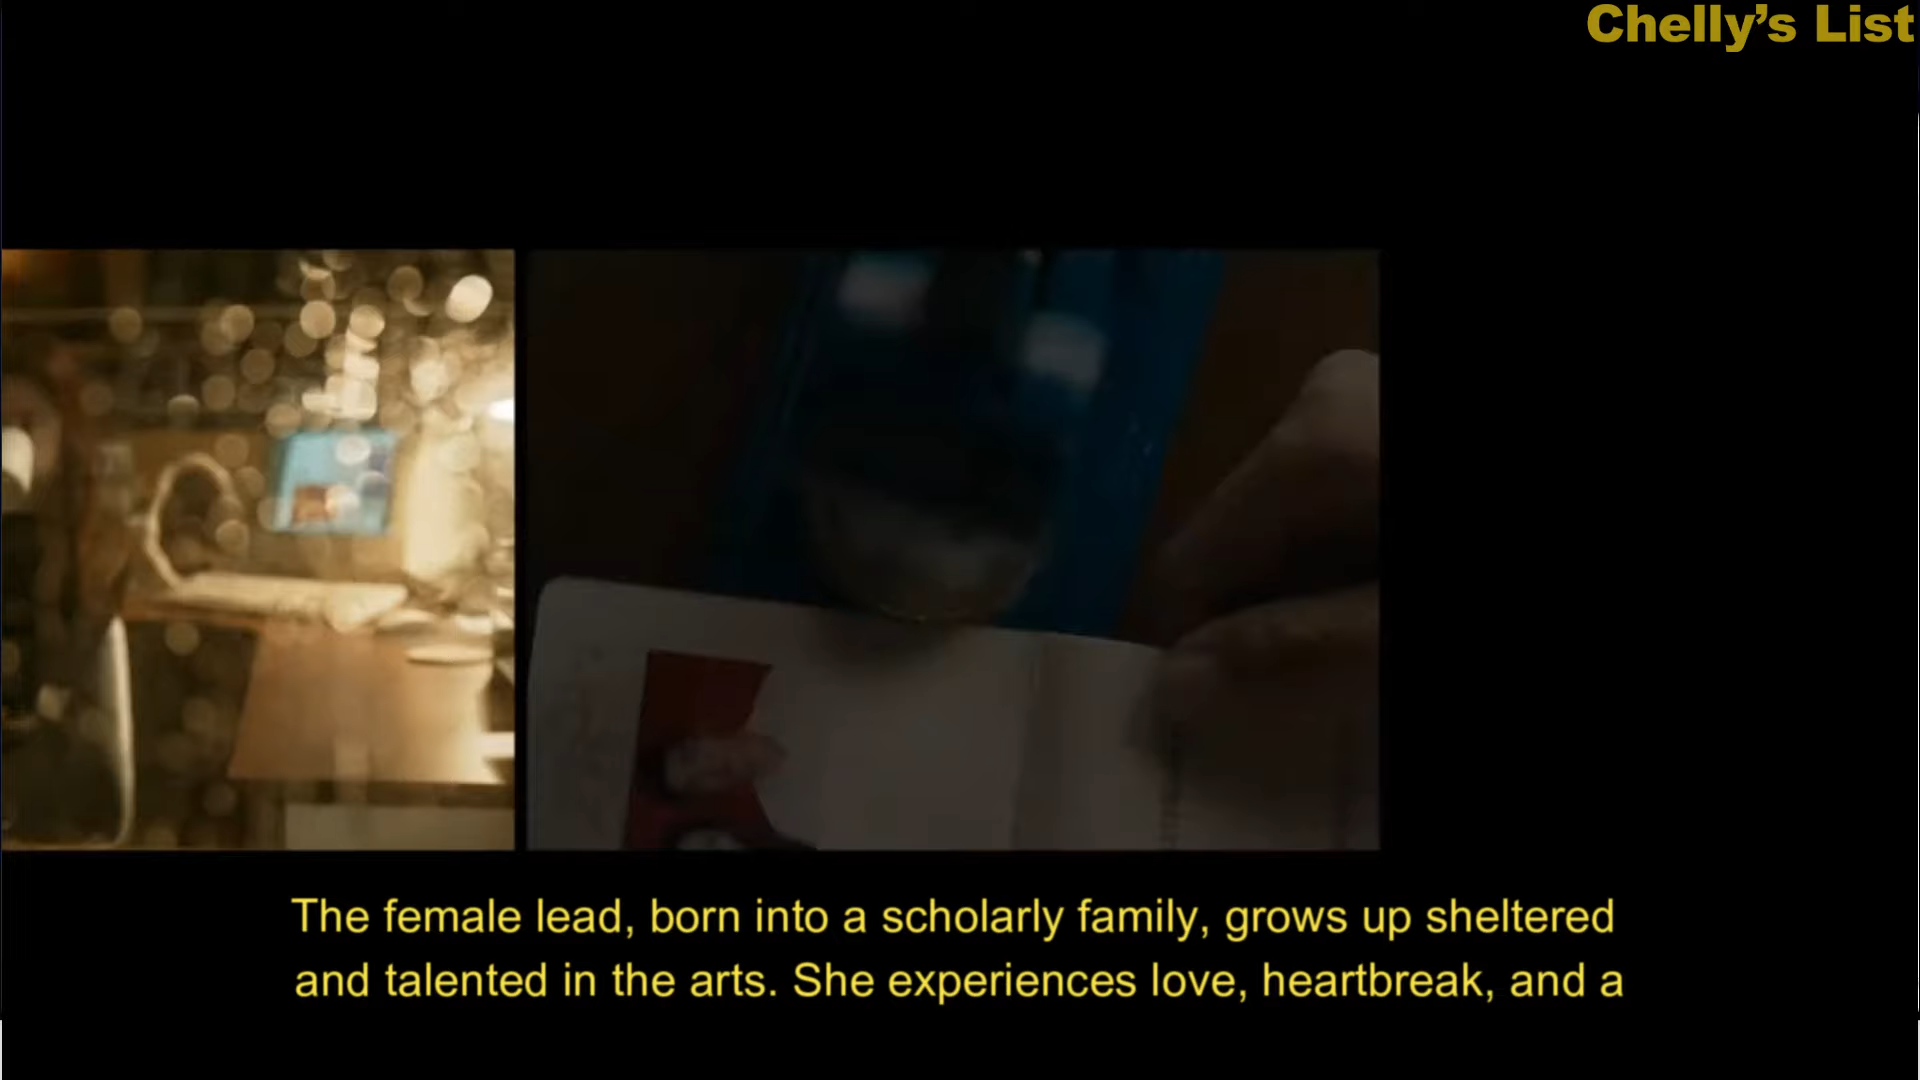 Chelly’s List
The female lead, born into a scholarly family, grows up sheltered
and talented in the arts. She experiences love, heartbreak, and a